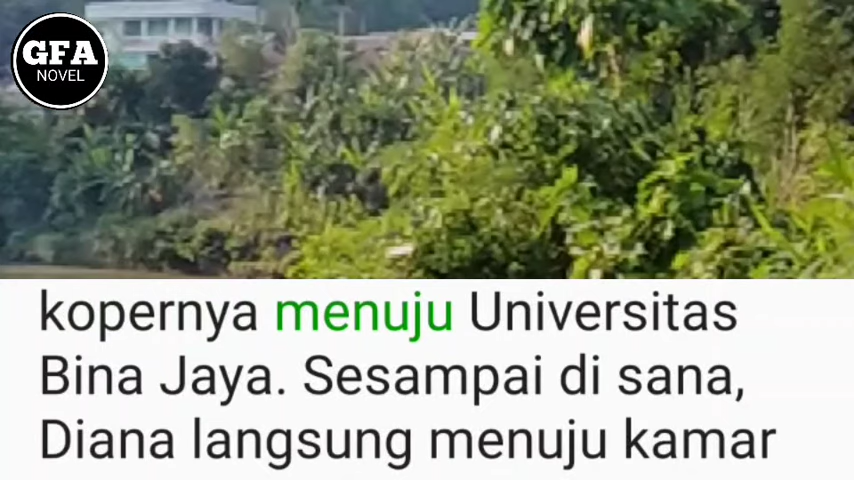 GFA
NOVEL
kopernya menuju Universitas
Bina Jaya. Sesampai di sana,
Diana langsung menuju kamar